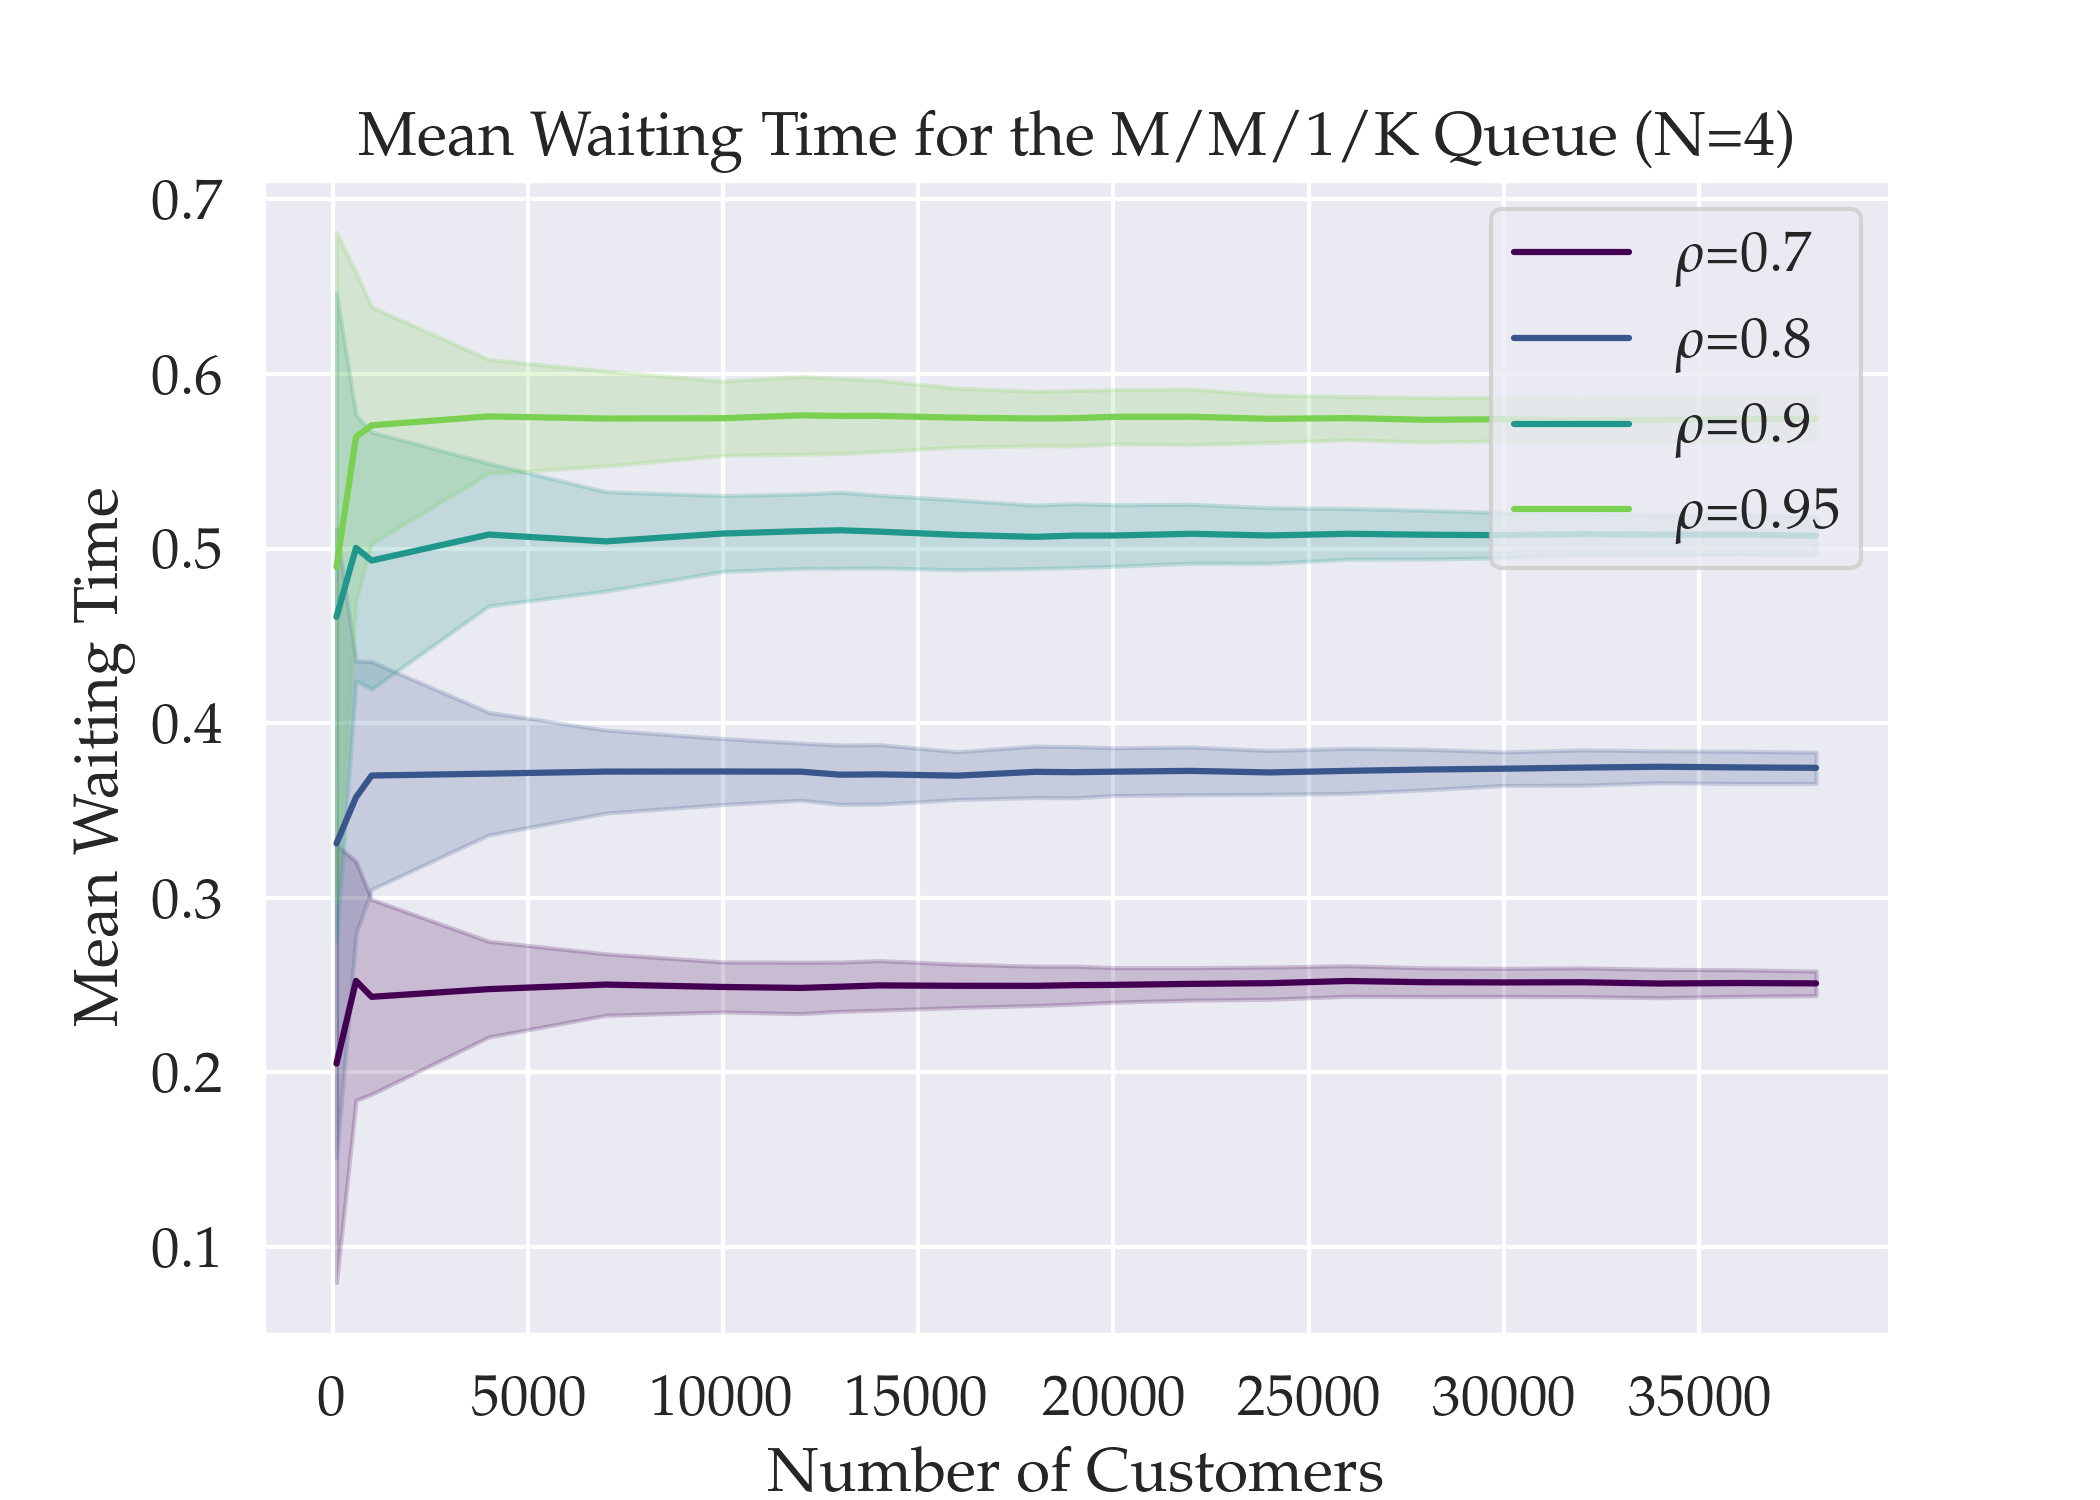 Mean Waiting Time for the M/M/1/K Queue (N=4)
0.7
0.6
0.5
0.4
0.3
0.2
0.1
Mean Waiting Time
ρ=0.7
ρ=0.8
ρ=0.9
ρ=0.95
0 5000 10000 15000 20000 25000 30000 35000
Number of Customers